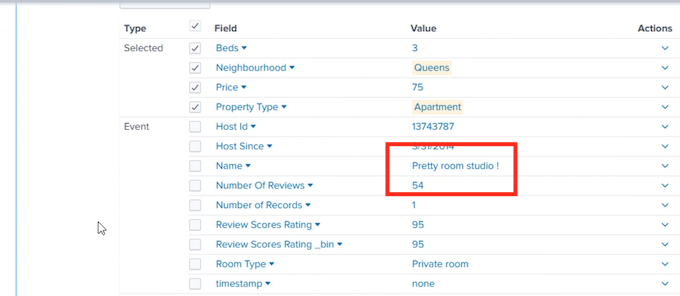 Type Field Value Actions
Selected Beds 3
Neighbourhood Queens
Price 75
Property Type Apartment
Event Host Id 13743787
Host Since 3/31/2014
Name Pretty room studio !
Number Of Reviews 54
Number of Records 1
Review Scores Rating 95
Review Scores Rating _bin 95
Room Type Private room
timestamp none